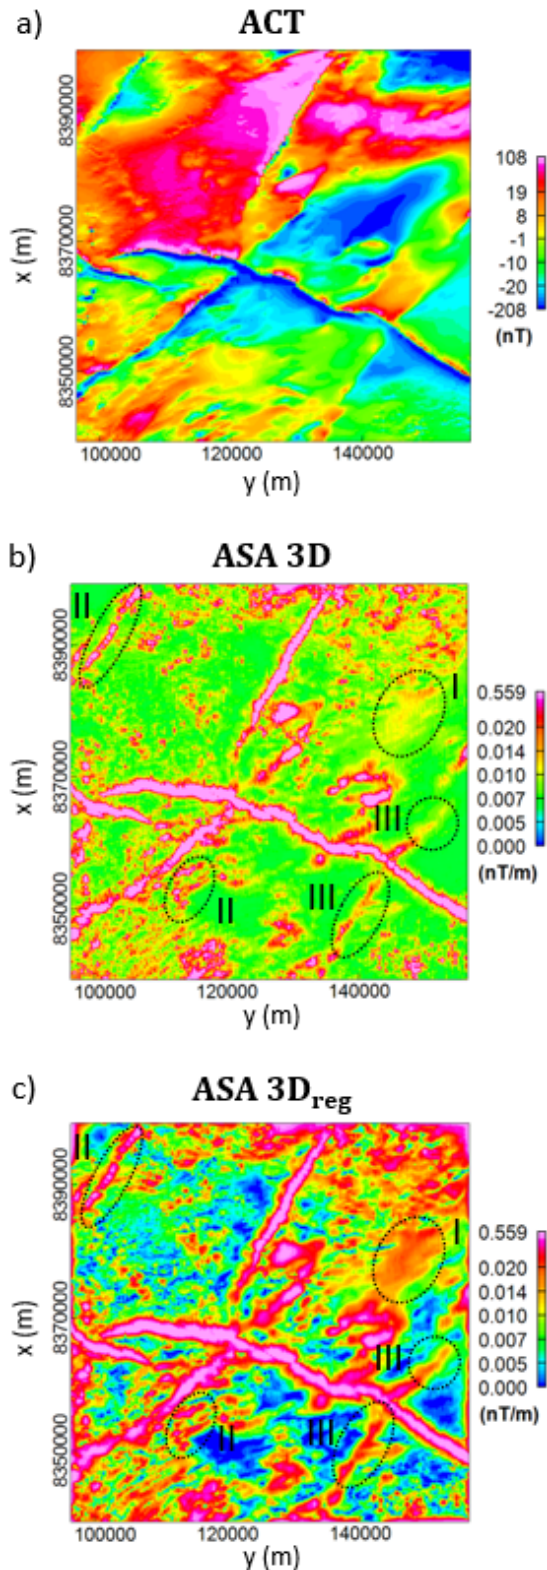 a) ACT
x (m)
8390000
8370000
8350000
100000 120000 140000
y (m)
108
19
8
-1
-10
-20
-208
(nT)
b) ASA 3D
II
I
III
III
II
x (m)
8390000
8370000
8350000
100000 120000 140000
y (m)
0.559
0.020
0.014
0.010
0.007
0.005
0.000
(nT/m)
c) ASA 3Dreg
II
I
III
III
II
x (m)
8390000
8370000
8350000
100000 120000 140000
y (m)
0.559
0.020
0.014
0.010
0.007
0.005
0.000
(nT/m)